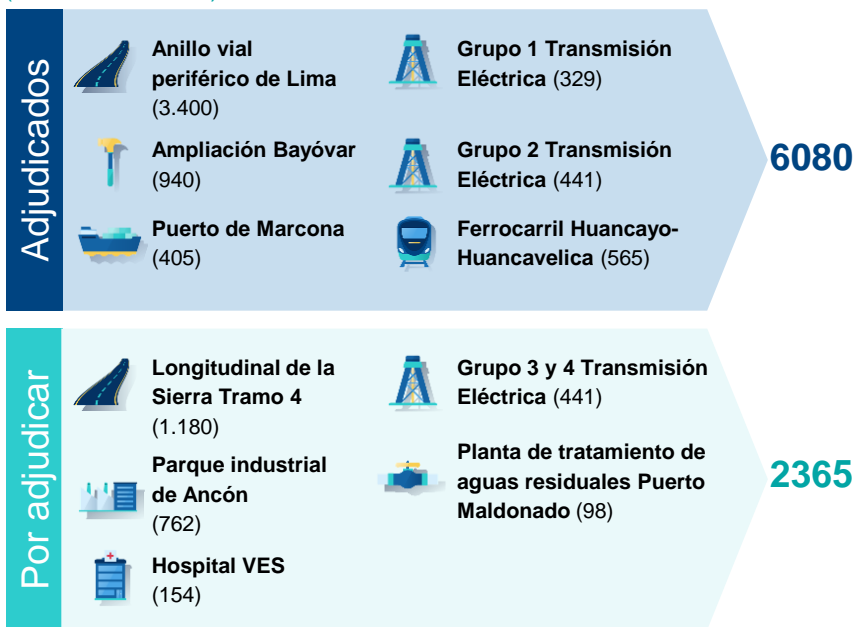 Adjudicados
Anillo vial
periférico de Lima
(3.400)
Ampliación Bayóvar
(940)
Puerto de Marcona
(405)
Grupo 1 Transmisión
Eléctrica (329)
Grupo 2 Transmisión
Eléctrica (441)
Ferrocarril Huancayo-
Huancavelica (565)
6080
Por adjudicar
Longitudinal de la
Sierra Tramo 4
(1.180)
Parque industrial
de Ancón
(762)
Hospital VES
(154)
Grupo 3 y 4 Transmisión
Eléctrica (441)
Planta de tratamiento de
aguas residuales Puerto
Maldonado (98)
2365